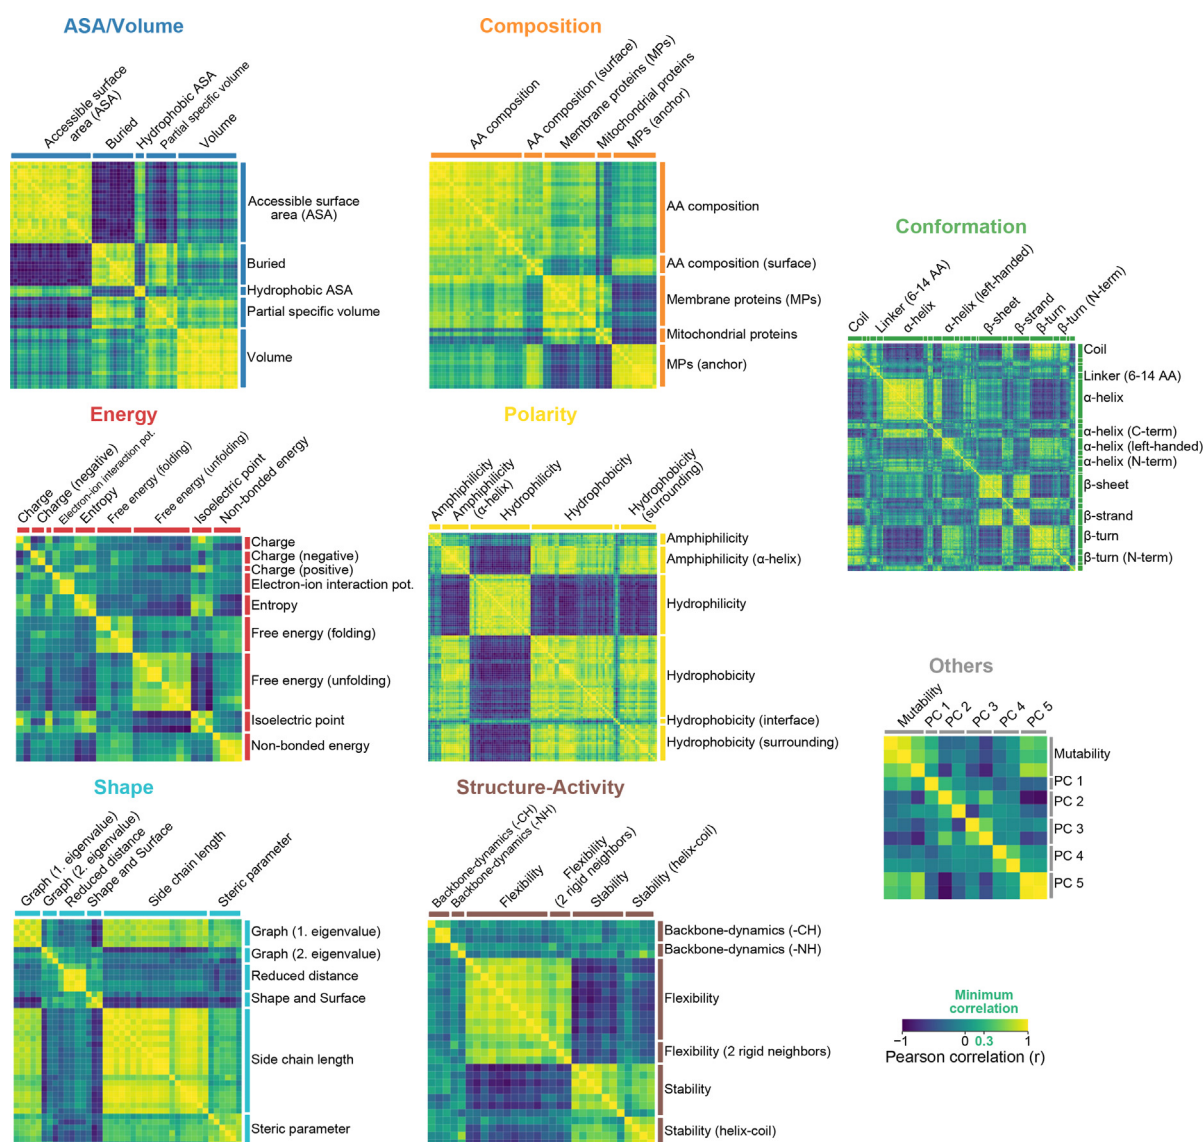 ASA/Volume
Accessible surface
area (ASA)
Buried
Hydrophobic ASA
Partial specific volume
Volume
Accessible surface
area (ASA)
Buried
Hydrophobic ASA
Partial specific volume
Volume
Composition
AA composition
AA composition (surface)
Membrane proteins (MPs)
Mitochondrial proteins
MPs (anchor)
AA composition
AA composition (surface)
Membrane proteins (MPs)
Mitochondrial proteins
MPs (anchor)
Conformation
Coil
Linker (6-14 AA)
α-helix
α-helix (left-handed)
β-sheet
β-strand
β-turn
β-turn (N-term)
Coil
Linker (6-14 AA)
α-helix
α-helix (C-term)
α-helix (left-handed)
α-helix (N-term)
β-sheet
β-strand
β-turn
β-turn (N-term)
Energy
Charge
Charge (negative)
Electron-ion interaction pot.
Entropy
Free energy (folding)
Free energy (unfolding)
Isoelectric point
Non-bonded energy
Charge
Charge (negative)
Charge (positive)
Electron-ion interaction pot.
Entropy
Free energy (folding)
Free energy (unfolding)
Isoelectric point
Non-bonded energy
Polarity
Amphiphilicity
Amphiphilicity
(α-helix)
Hydrophilicity
Hydrophobicity
Hydrophobicity
(surrounding)
Amphiphilicity
Amphiphilicity (α-helix)
Hydrophilicity
Hydrophobicity
Hydrophobicity (interface)
Hydrophobicity (surrounding)
Others
Mutability
PC 1
PC 2
PC 3
PC 4
PC 5
Mutability
PC 1
PC 2
PC 3
PC 4
PC 5
Shape
Graph (1. eigenvalue)
Graph (2. eigenvalue)
Reduced distance
Shape and Surface
Side chain length
Steric parameter
Graph (1. eigenvalue)
Graph (2. eigenvalue)
Reduced distance
Shape and Surface
Side chain length
Steric parameter
Structure-Activity
Backbone-dynamics (-CH)
Backbone-dynamics (-NH)
Flexibility
Flexibility
(2 rigid neighbors)
Stability
Stability (helix-coil)
Backbone-dynamics (-CH)
Backbone-dynamics (-NH)
Flexibility
Flexibility (2 rigid neighbors)
Stability
Stability (helix-coil)
Minimum
correlation
−1 0 0.3 1
Pearson correlation (r)